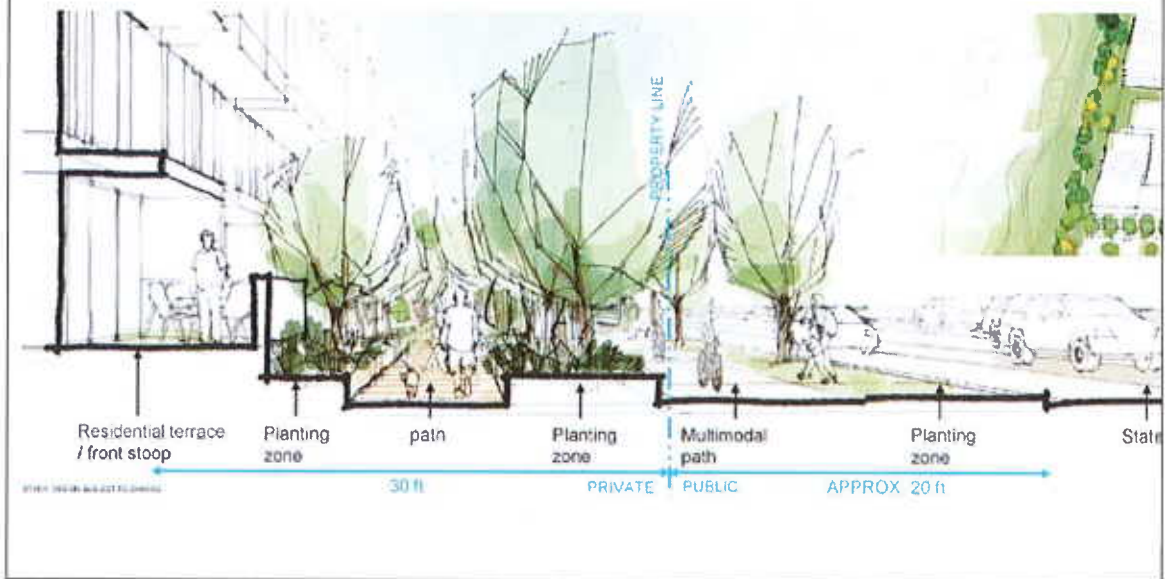 PROPERTY LINE
Residential terrace
/ front stoop
Planting
zone
path
Planting
zone
Multimodal
path
Planting
zone
State
30 ft
PRIVATE
PUBLIC
APPROX 20 ft